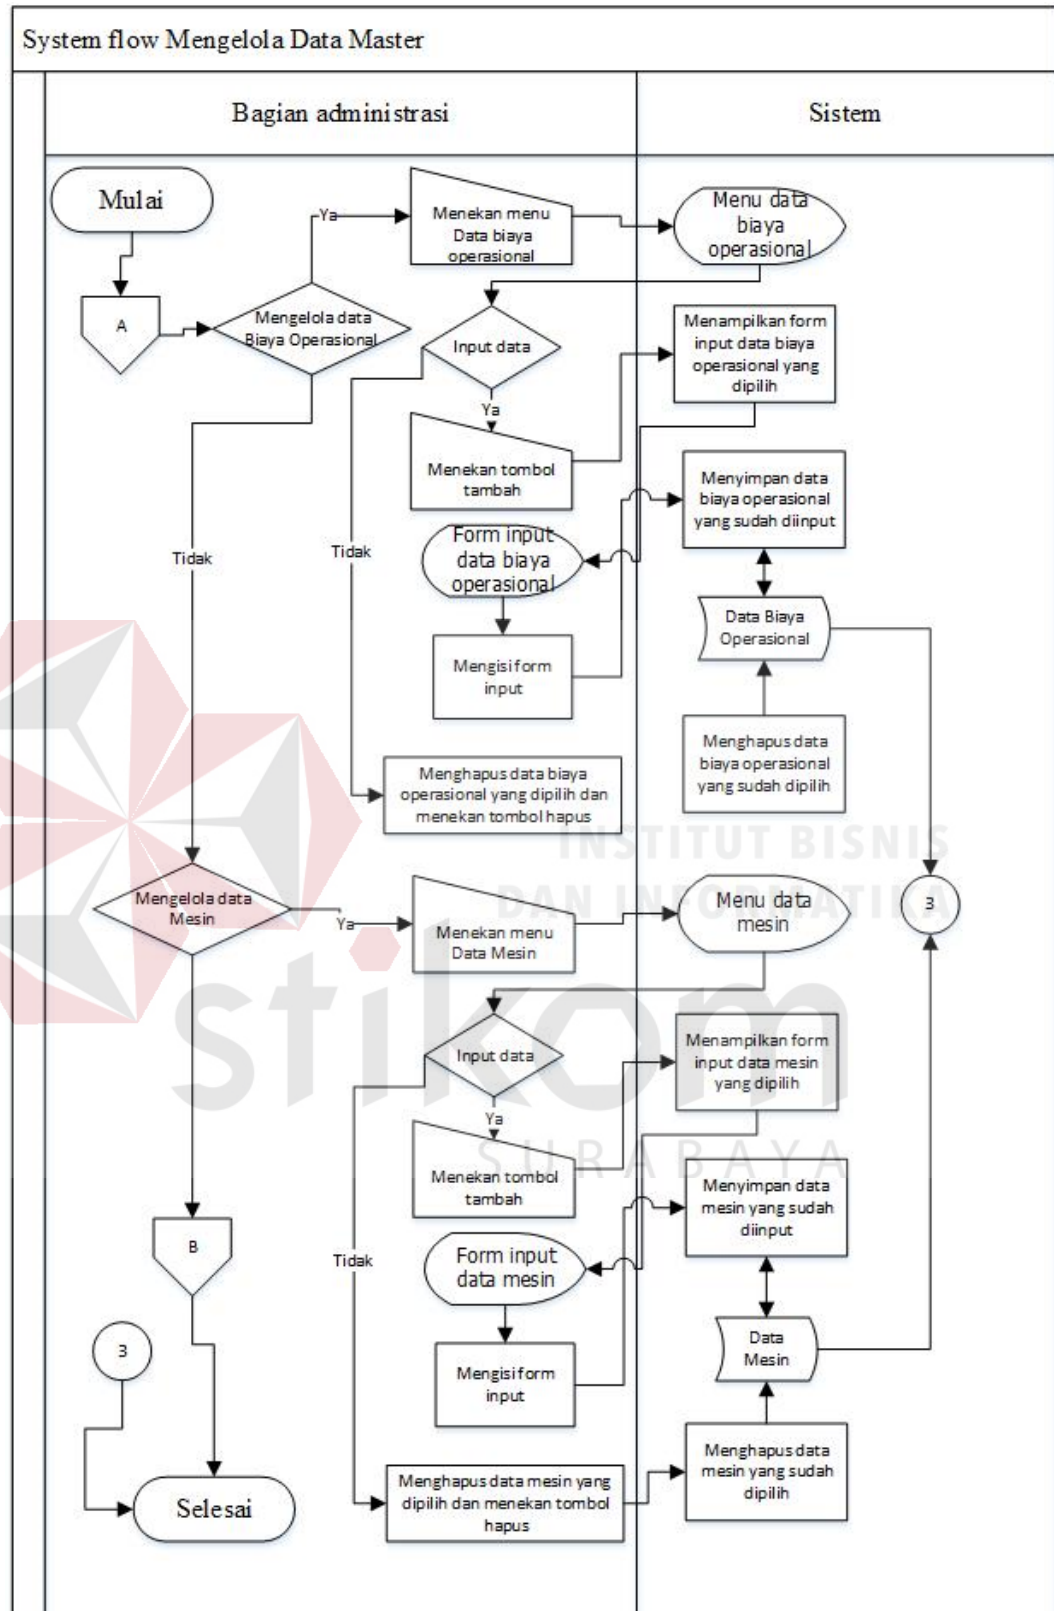 System flow Mengelola Data Master
Bagian administrasi
Sistem
Mulai
Ya
Menekan menu
Data biaya
operasional
Menu data
biaya
operasional
A
Mengelola data
Biaya Operasional
Input data
Menampilkan form
input data biaya
operasional yang
dipilih
Ya
Menekan tombol
tambah
Menyimpan data
biaya operasional
yang sudah diinput
Tidak
Tidak
Form input
data biaya
operasional
Data Biaya
Operasional
Mengisi form
input
Menghapus data
biaya operasional
yang sudah dipilih
Menghapus data biaya
operasional yang dipilih dan
menekan tombol hapus
INSTITUT BISNIS
DAN INFORMATIKA
Mengelola data
Mesin
Ya
Menekan menu
Data Mesin
Menu data
mesin
3
stikom
SURABAYA
Input data
Menampilkan form
input data mesin
yang dipilih
Ya
Menekan tombol
tambah
Menyimpan data
mesin yang sudah
diinput
B
Tidak
Form input
data mesin
Data
Mesin
3
Mengisi form
input
Menghapus data
mesin yang sudah
dipilih
Selesai
Menghapus data mesin yang
dipilih dan menekan tombol
hapus